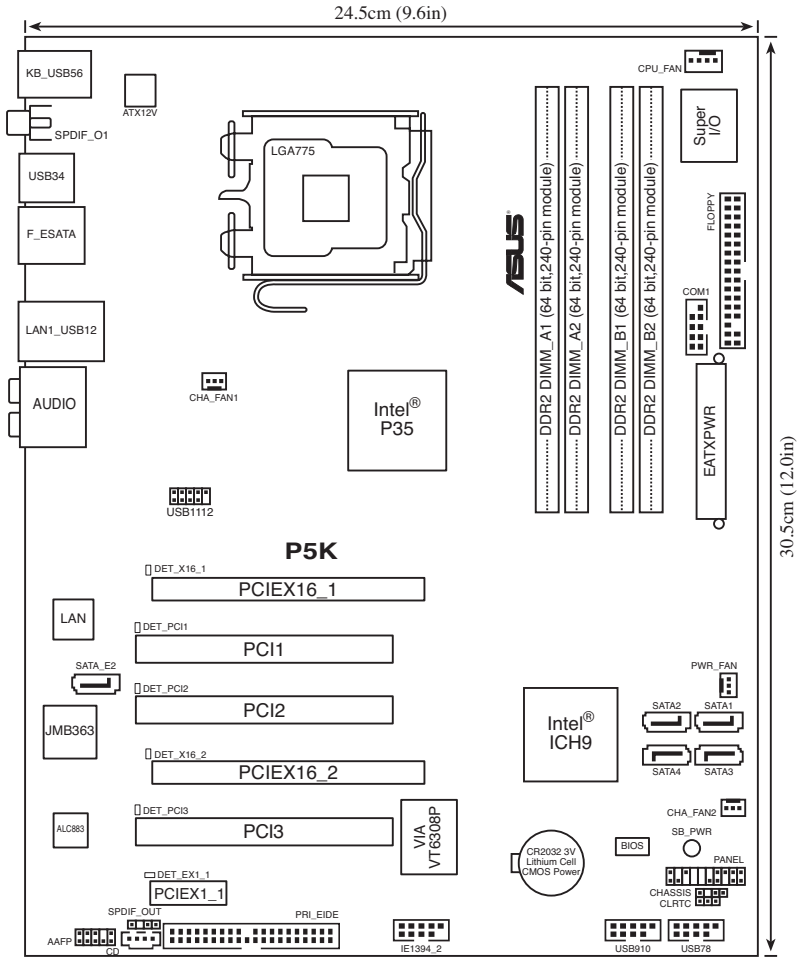 24.5cm (9.6in)
KB_USB56
ATX12V
CPU_FAN
SPDIF_O1
LGA775
Super
I/O
USB34
F_ESATA
FLOPPY
ASUS
DDR2 DIMM_A1 (64 bit,240-pin module)
DDR2 DIMM_A2 (64 bit,240-pin module)
DDR2 DIMM_B1 (64 bit,240-pin module)
DDR2 DIMM_B2 (64 bit,240-pin module)
COM1
LAN1_USB12
CHA_FAN1
AUDIO
Intel®
P35
EATXPWR
30.5cm (12.0in)
USB1112
P5K
DET_X16_1
PCIEX16_1
LAN
DET_PCI1
PCI1
SATA_E2
PWR_FAN
DET_PCI2
PCI2
JMB363
Intel®
ICH9
SATA2
SATA1
DET_X16_2
PCIEX16_2
SATA4
SATA3
DET_PCI3
PCI3
ALC883
VIA
VT6308P
CHA_FAN2
CR2032 3V
Lithium Cell
CMOS Power
BIOS
SB_PWR
PANEL
DET_EX1_1
PCIEX1_1
CHASSIS
CLRTC
SPDIF_OUT
PRI_EIDE
AAFP
CD
IE1394_2
USB910
USB78